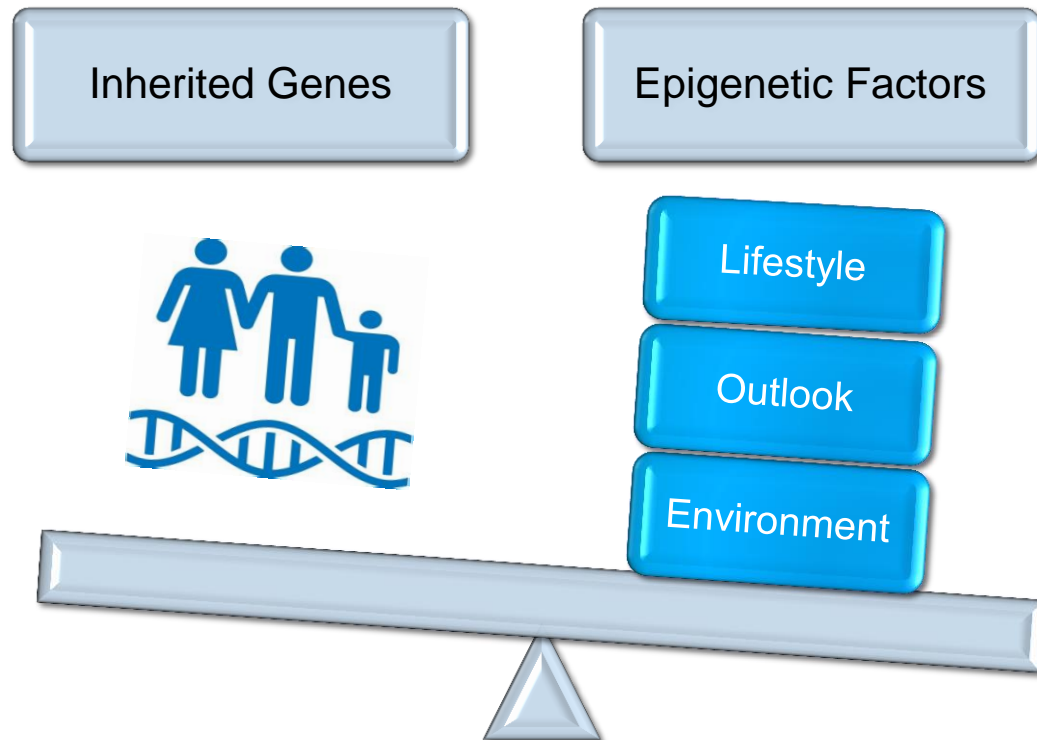 Inherited Genes
Epigenetic Factors
Lifestyle
Outlook
Environment